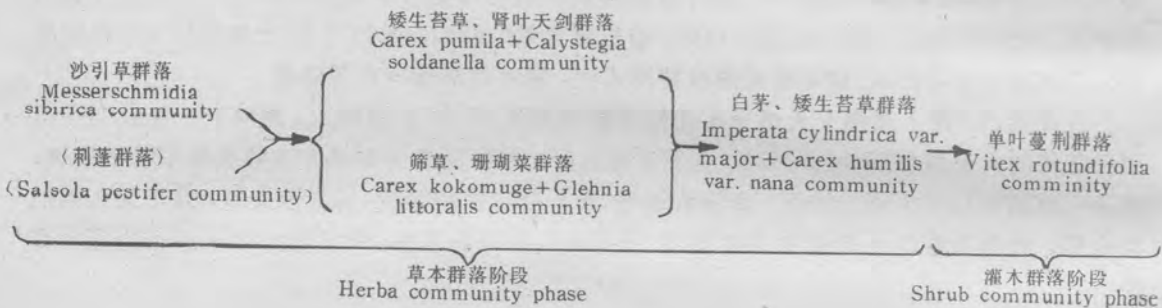 沙引草群落
Messerschmidia
sibirica community
(刺蓬群落)
(Salsola pestifer community)
矮生苔草、肾叶天剑群落
Carex pumila+Calystegia
soldanella community
筛草、珊瑚菜群落
Carex kokomuge+Glehnia
littoralis community
白茅、矮生苔草群落
Imperata cylindrica var.
major+Carex humilis
var. nana community
单叶蔓荆群落
Vitex rotundifolia
comminity
草本群落阶段
Herba community phase
灌木群落阶段
Shrub community phase